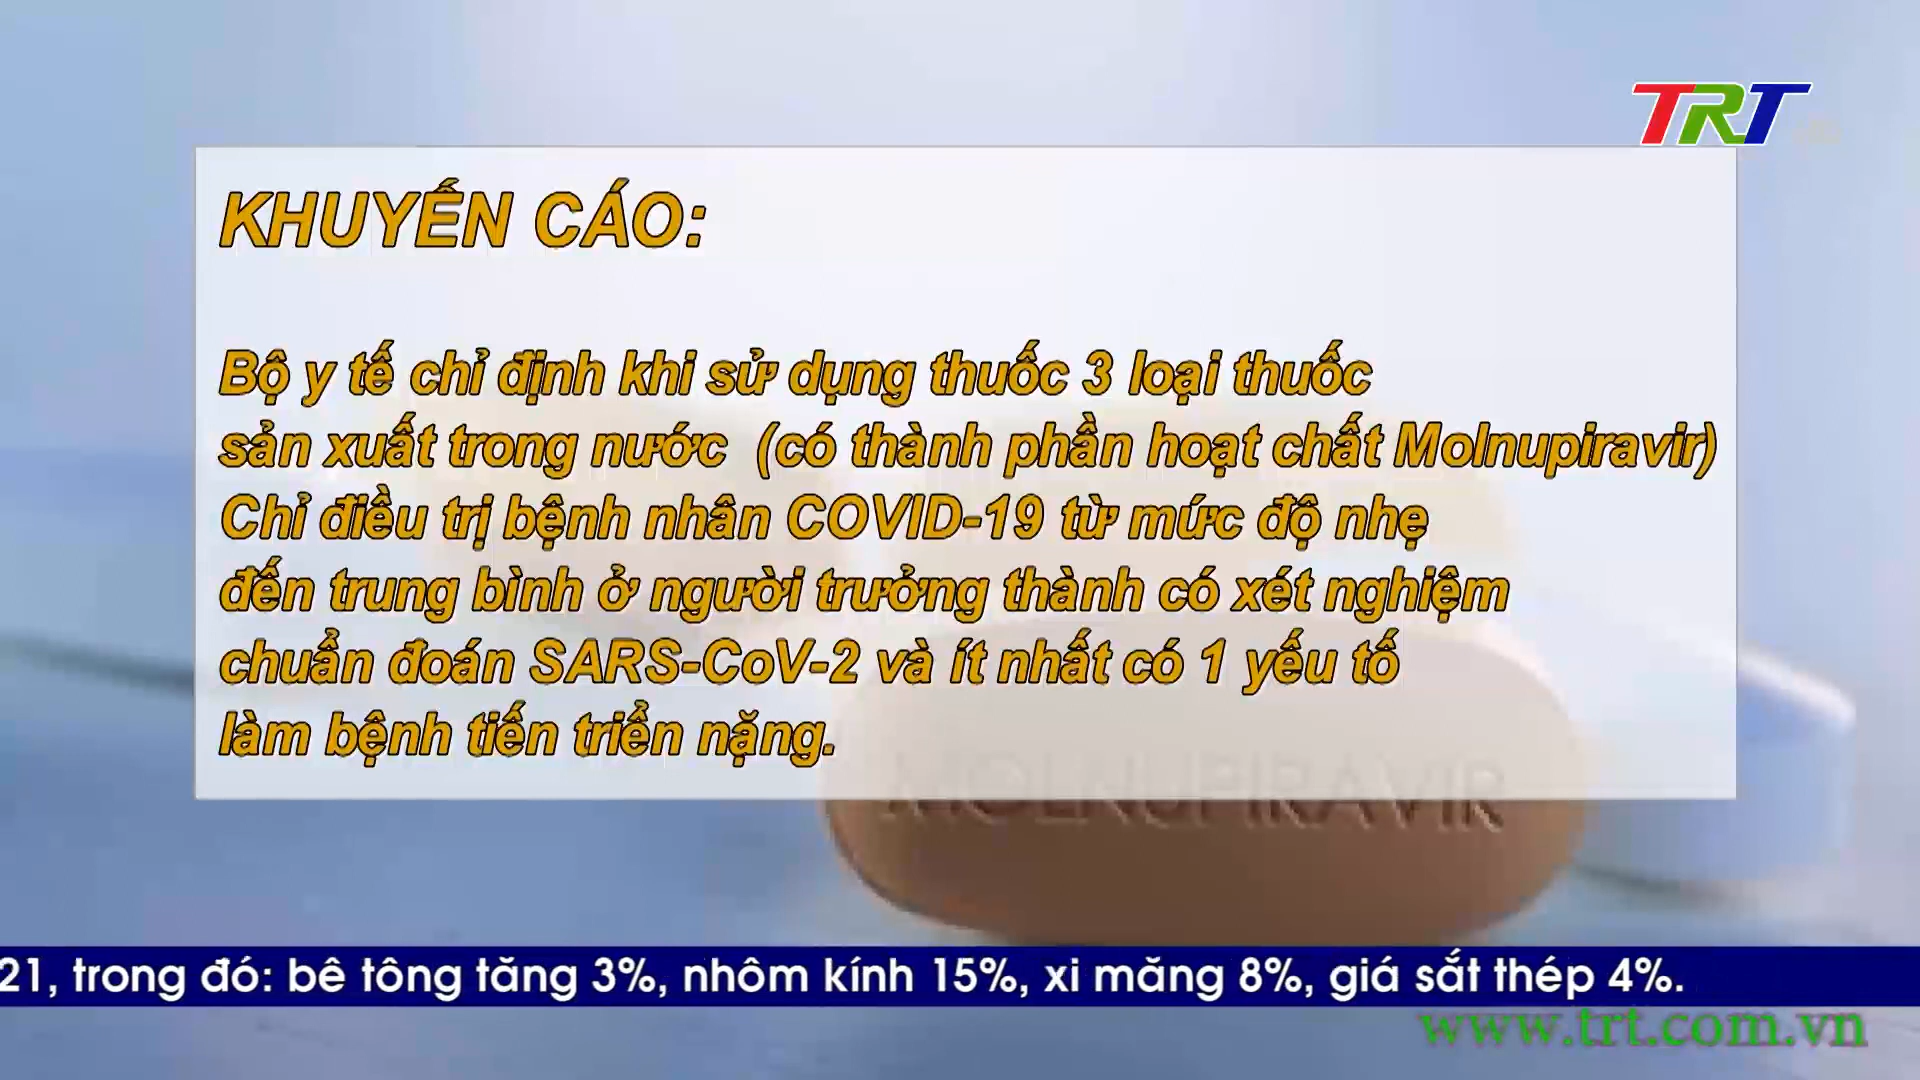 TRT
KHUYẾN CÁO:
Bộ y tế chỉ định khi sử dụng thuốc 3 loại thuốc
sản xuất trong nước (có thành phần hoạt chất Molnupiravir)
Chỉ điều trị bệnh nhân COVID-19 từ mức độ nhẹ
đến trung bình ở người trưởng thành có xét nghiệm
chuẩn đoán SARS-CoV-2 và ít nhất có 1 yếu tố
làm bệnh tiến triển nặng.
MOLNUPIRAVIR
21, trong đó: bê tông tăng 3%, nhôm kính 15%, xi măng 8%, giá sắt thép 4%.
www.trt.com.vn